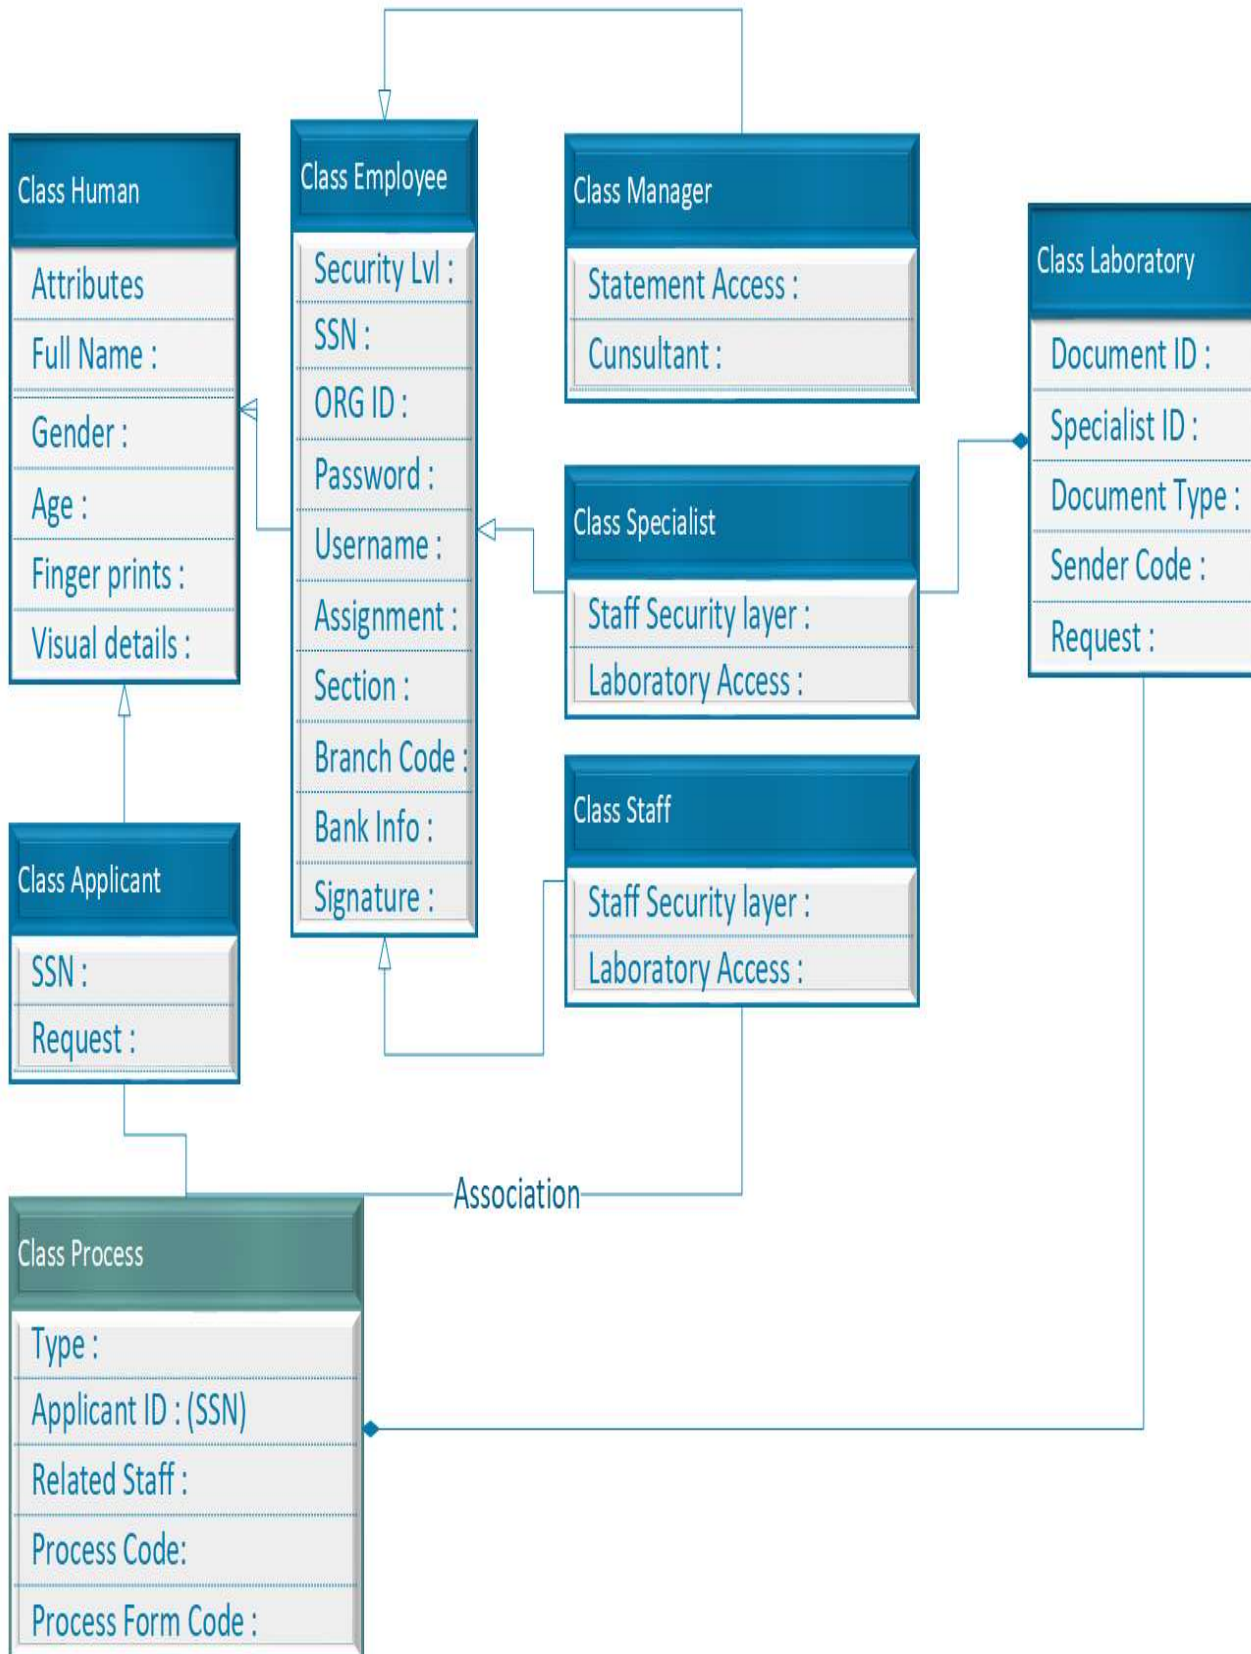 Class Human
Attributes
Full Name :
Gender :
Age :
Finger prints :
Visual details :
Class Employee
Security Lvl :
SSN :
ORG ID :
Password :
Username :
Assignment :
Section :
Branch Code :
Bank Info :
Signature :
Class Manager
Statement Access :
Cunsultant :
Class Specialist
Staff Security layer :
Laboratory Access :
Class Staff
Staff Security layer :
Laboratory Access :
Class Laboratory
Document ID :
Specialist ID :
Document Type :
Sender Code :
Request :
Class Applicant
SSN :
Request :
Association
Class Process
Type :
Applicant ID : (SSN)
Related Staff :
Process Code:
Process Form Code :